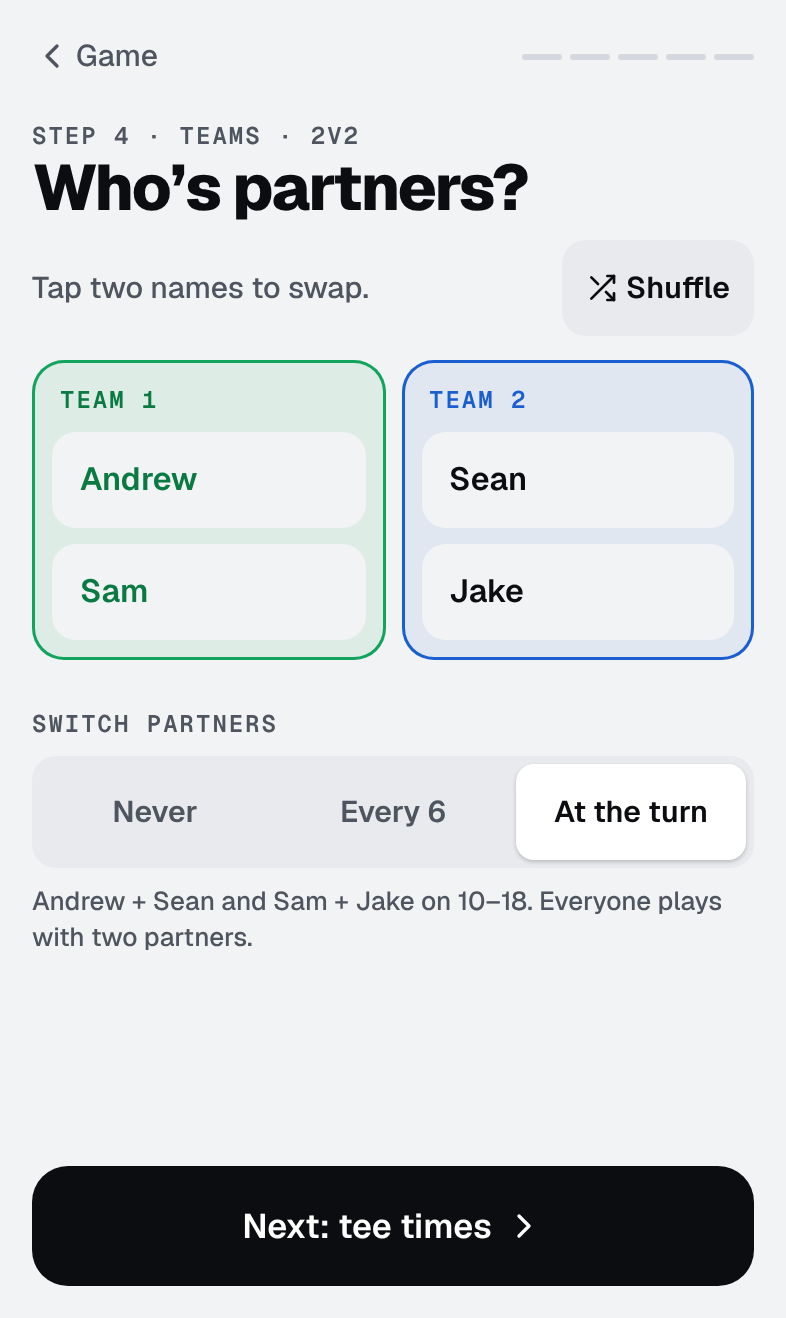 Game
STEP 4 · TEAMS · 2V2
Who’s partners?
Tap two names to swap.
Shuffle
TEAM 1
Andrew
Sam
TEAM 2
Sean
Jake
SWITCH PARTNERS
Never
Every 6
At the turn
Andrew + Sean and Sam + Jake on 10–18. Everyone plays
with two partners.
Next: tee times